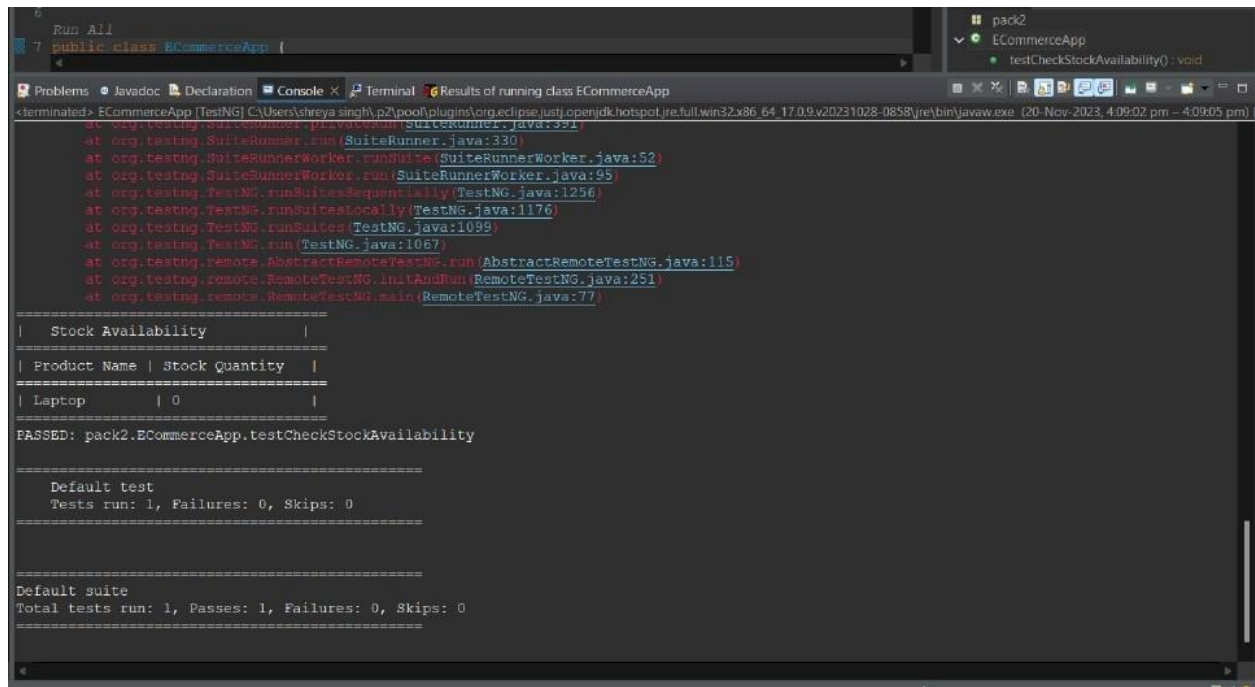 6
Run All
7 public class ECommerceApp {
pack2
ECommerceApp
testCheckStockAvailability() : void
Problems Javadoc Declaration Console Terminal Results of running class ECommerceApp
<terminated> ECommerceApp [TestNG] C:\Users\shreya singh\.p2\pool\plugins\org.eclipse.justj.openjdk.hotspot.jre.full.win32.x86_64_17.0.9.v20231028-0858\jre\bin\javaw.exe (20-Nov-2023, 4:09:02 pm – 4:09:05 pm)
at org.testng.SuiteRunner.privateRun(SuiteRunner.java:391)
at org.testng.SuiteRunner.run(SuiteRunner.java:330)
at org.testng.SuiteRunnerWorker.runSuite(SuiteRunnerWorker.java:52)
at org.testng.SuiteRunnerWorker.run(SuiteRunnerWorker.java:95)
at org.testng.TestNG.runSuitesSequentially(TestNG.java:1256)
at org.testng.TestNG.runSuitesLocally(TestNG.java:1176)
at org.testng.TestNG.runSuites(TestNG.java:1099)
at org.testng.TestNG.run(TestNG.java:1067)
at org.testng.remote.AbstractRemoteTestNG.run(AbstractRemoteTestNG.java:115)
at org.testng.remote.RemoteTestNG.initAndRun(RemoteTestNG.java:251)
at org.testng.remote.RemoteTestNG.main(RemoteTestNG.java:77)
====================================
| Stock Availability |
====================================
| Product Name | Stock Quantity |
====================================
| Laptop | 0 |
====================================
PASSED: pack2.ECommerceApp.testCheckStockAvailability
===============================================
Default test
Tests run: 1, Failures: 0, Skips: 0
===============================================
===============================================
Default suite
Total tests run: 1, Passes: 1, Failures: 0, Skips: 0
===============================================